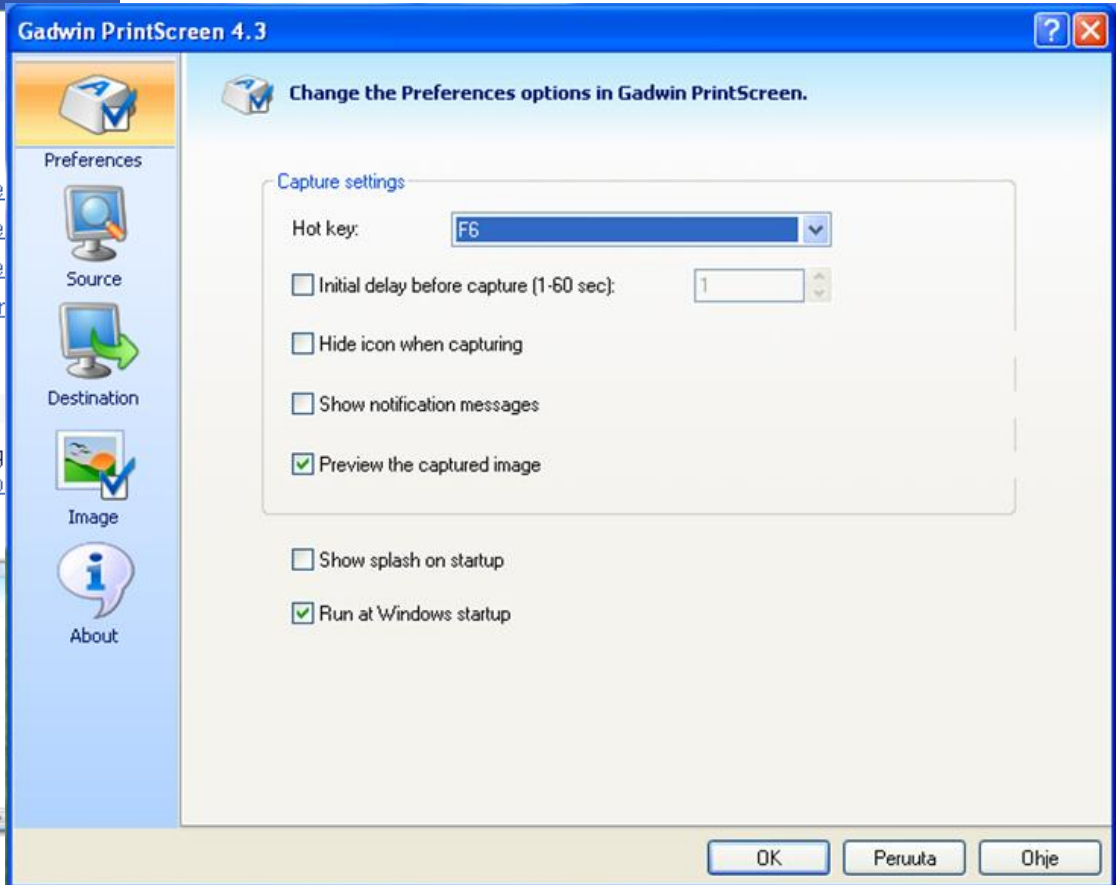 Gadwin PrintScreen 4.3
Change the Preferences options in Gadwin PrintScreen.
Preferences
Source
Destination
Image
About
Capture settings
Hot key: F6
Initial delay before capture (1-60 sec): 1
Hide icon when capturing
Show notification messages
Preview the captured image
Show splash on startup
Run at Windows startup
OK Peruuta Ohje